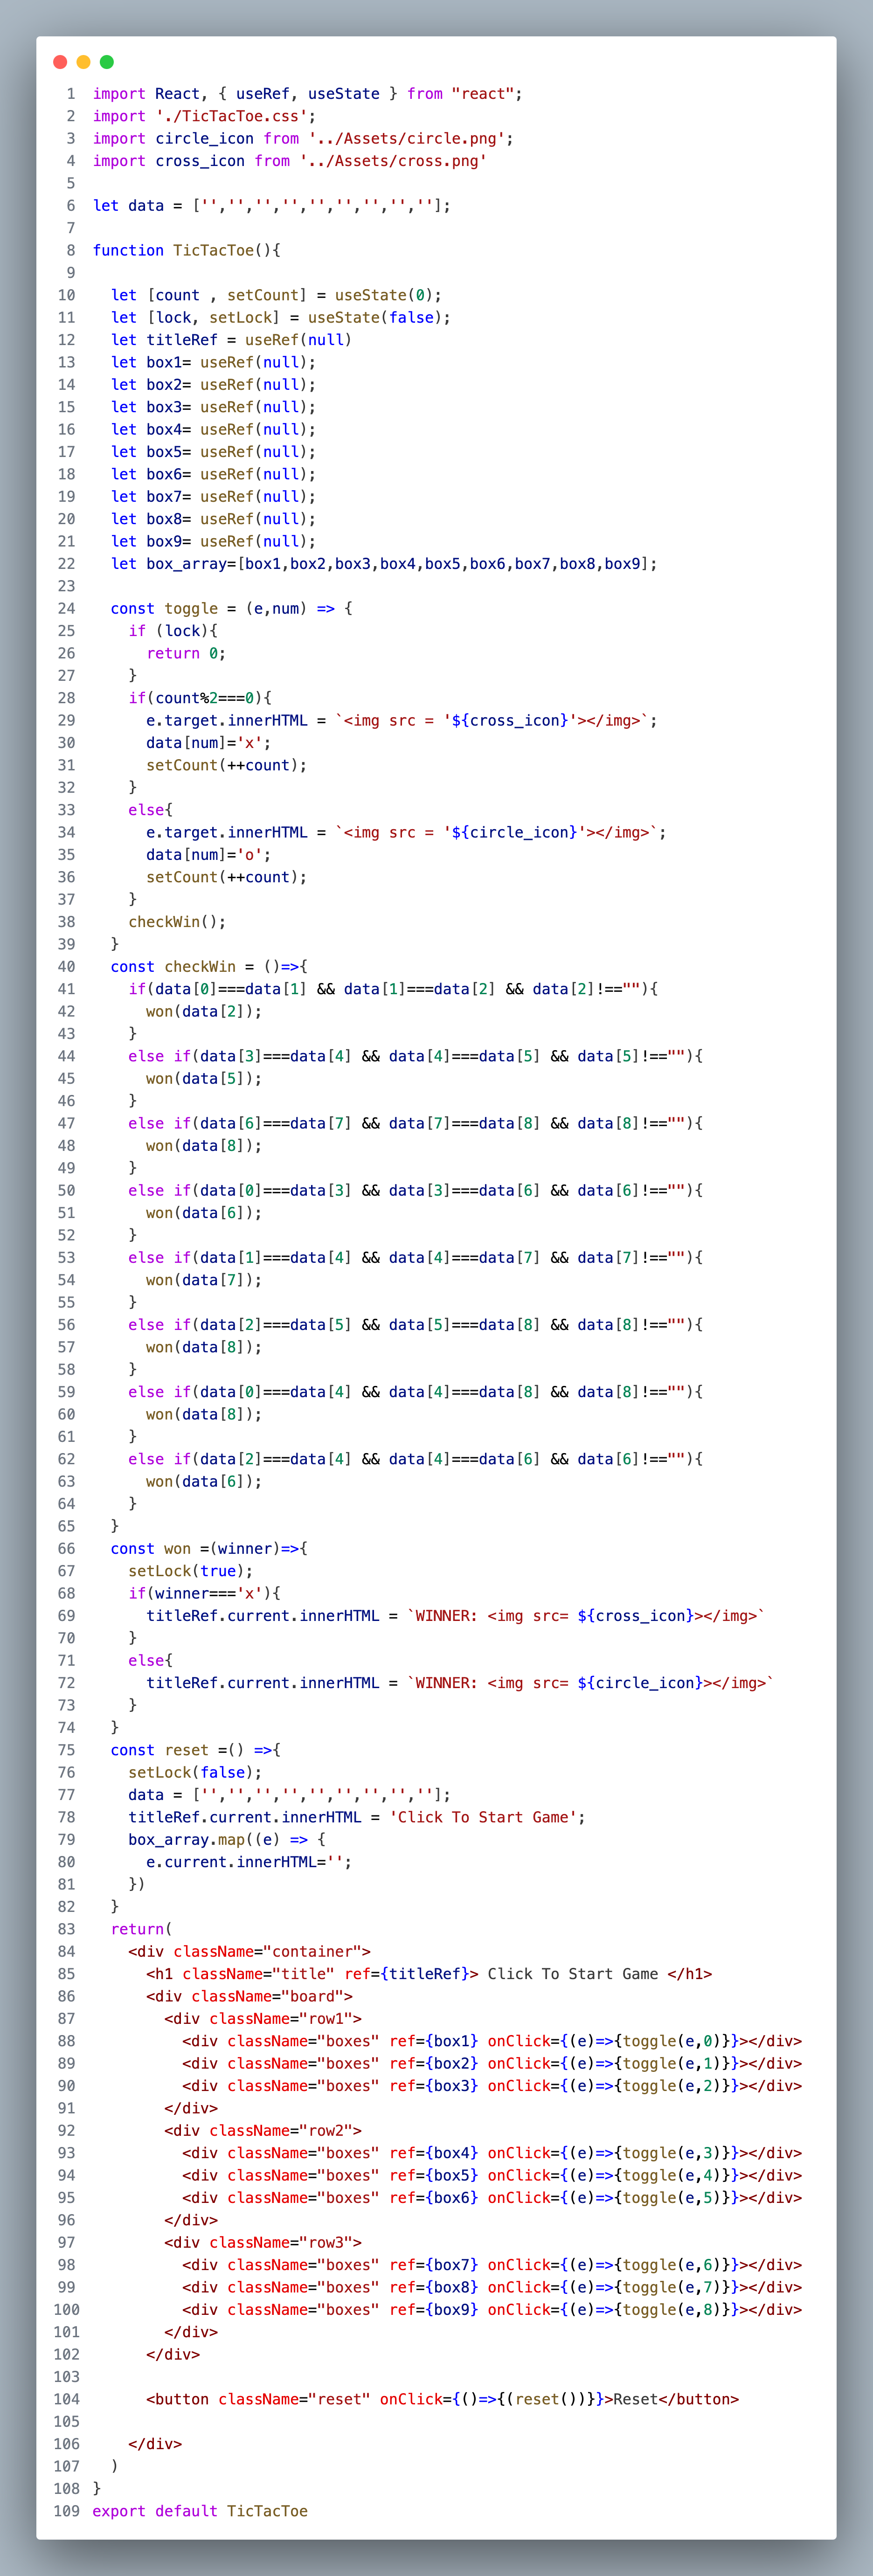 1 import React, { useRef, useState } from "react";
2 import './TicTacToe.css';
3 import circle_icon from '../Assets/circle.png';
4 import cross_icon from '../Assets/cross.png'
5
6 let data = ['','','','','','','','',''];
7
8 function TicTacToe(){
9
10   let [count , setCount] = useState(0);
11   let [lock, setLock] = useState(false);
12   let titleRef = useRef(null)
13   let box1= useRef(null);
14   let box2= useRef(null);
15   let box3= useRef(null);
16   let box4= useRef(null);
17   let box5= useRef(null);
18   let box6= useRef(null);
19   let box7= useRef(null);
20   let box8= useRef(null);
21   let box9= useRef(null);
22   let box_array=[box1,box2,box3,box4,box5,box6,box7,box8,box9];
23
24   const toggle = (e,num) => {
25     if (lock){
26       return 0;
27     }
28     if(count%2===0){
29       e.target.innerHTML = `<img src = '${cross_icon}'></img>`;
30       data[num]='x';
31       setCount(++count);
32     }
33     else{
34       e.target.innerHTML = `<img src = '${circle_icon}'></img>`;
35       data[num]='o';
36       setCount(++count);
37     }
38     checkWin();
39   }
40   const checkWin = ()=>{
41     if(data[0]===data[1] && data[1]===data[2] && data[2]!==""){
42       won(data[2]);
43     }
44     else if(data[3]===data[4] && data[4]===data[5] && data[5]!==""){
45       won(data[5]);
46     }
47     else if(data[6]===data[7] && data[7]===data[8] && data[8]!==""){
48       won(data[8]);
49     }
50     else if(data[0]===data[3] && data[3]===data[6] && data[6]!==""){
51       won(data[6]);
52     }
53     else if(data[1]===data[4] && data[4]===data[7] && data[7]!==""){
54       won(data[7]);
55     }
56     else if(data[2]===data[5] && data[5]===data[8] && data[8]!==""){
57       won(data[8]);
58     }
59     else if(data[0]===data[4] && data[4]===data[8] && data[8]!==""){
60       won(data[8]);
61     }
62     else if(data[2]===data[4] && data[4]===data[6] && data[6]!==""){
63       won(data[6]);
64     }
65   }
66   const won =(winner)=>{
67     setLock(true);
68     if(winner==='x'){
69       titleRef.current.innerHTML = `WINNER: <img src= ${cross_icon}></img>`
70     }
71     else{
72       titleRef.current.innerHTML = `WINNER: <img src= ${circle_icon}></img>`
73     }
74   }
75   const reset =() =>{
76     setLock(false);
77     data = ['','','','','','','','',''];
78     titleRef.current.innerHTML = 'Click To Start Game';
79     box_array.map((e) => {
80       e.current.innerHTML='';
81     })
82   }
83   return(
84     <div className="container">
85       <h1 className="title" ref={titleRef}> Click To Start Game </h1>
86       <div className="board">
87         <div className="row1">
88           <div className="boxes" ref={box1} onClick={(e)=>{toggle(e,0)}}></div>
89           <div className="boxes" ref={box2} onClick={(e)=>{toggle(e,1)}}></div>
90           <div className="boxes" ref={box3} onClick={(e)=>{toggle(e,2)}}></div>
91         </div>
92         <div className="row2">
93           <div className="boxes" ref={box4} onClick={(e)=>{toggle(e,3)}}></div>
94           <div className="boxes" ref={box5} onClick={(e)=>{toggle(e,4)}}></div>
95           <div className="boxes" ref={box6} onClick={(e)=>{toggle(e,5)}}></div>
96         </div>
97         <div className="row3">
98           <div className="boxes" ref={box7} onClick={(e)=>{toggle(e,6)}}></div>
99           <div className="boxes" ref={box8} onClick={(e)=>{toggle(e,7)}}></div>
100           <div className="boxes" ref={box9} onClick={(e)=>{toggle(e,8)}}></div>
101         </div>
102       </div>
103
104       <button className="reset" onClick={()=>{(reset())}}>Reset</button>
105
106     </div>
107   )
108 }
109 export default TicTacToe